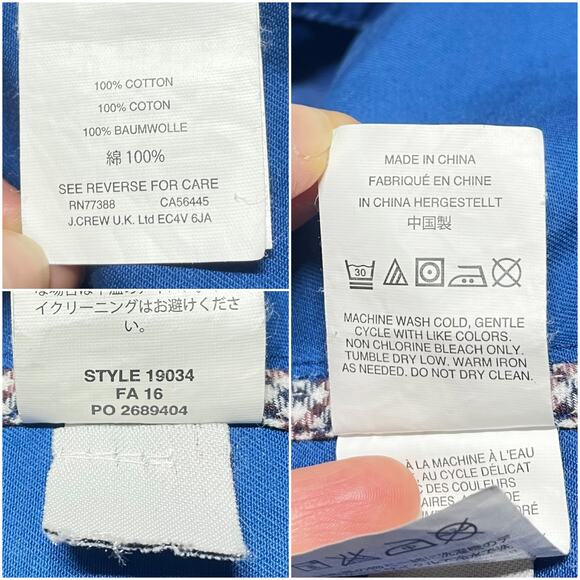 100% COTTON
100% COTON
100% BAUMWOLLE
綿 100%
SEE REVERSE FOR CARE
RN77388 CA56445
J.CREW U.K. Ltd EC4V 6JA
イクリーニングはお避けくださ
い。
STYLE 19034
FA 16
PO 2689404
MADE IN CHINA
FABRIQUÉ EN CHINE
IN CHINA HERGESTELLT
中国製
30
MACHINE WASH COLD, GENTLE
CYCLE WITH LIKE COLORS.
NON CHLORINE BLEACH ONLY.
TUMBLE DRY LOW, WARM IRON
AS NEEDED. DO NOT DRY CLEAN.
À LA MACHINE À L'EAU
CYCLE DÉLICAT
DES COULEURS